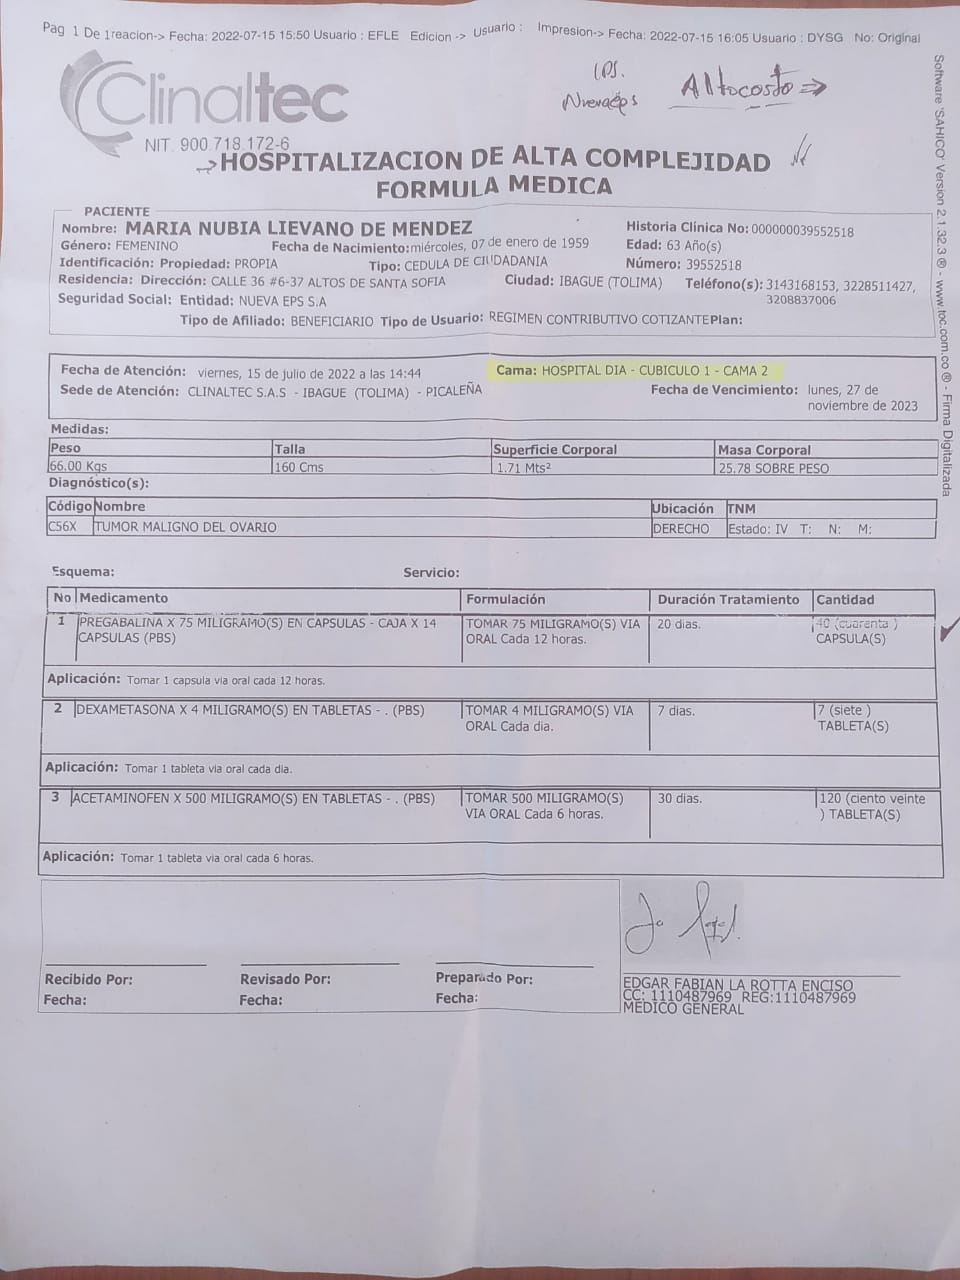 Pag 1 De 1reacion-> Fecha: 2022-07-15 15:50 Usuario : EFLE Edicion -> Usuario : Impresion-> Fecha: 2022-07-15 16:05 Usuario : DYSG No: Original
Clinaltec
NIT. 900.718.172-6
IPS.
Nuevaeps
Altocosto
HOSPITALIZACION DE ALTA COMPLEJIDAD
FORMULA MEDICA
PACIENTE
Nombre: MARIA NUBIA LIEVANO DE MENDEZ Historia Clínica No: 000000039552518
Género: FEMENINO Fecha de Nacimiento: miércoles, 07 de enero de 1959 Edad: 63 Año(s)
Identificación: Propiedad: PROPIA Tipo: CEDULA DE CIUDADANIA Número: 39552518
Residencia: Dirección: CALLE 36 #6-37 ALTOS DE SANTA SOFIA Ciudad: IBAGUE (TOLIMA) Teléfono(s): 3143168153, 3228511427,
3208837006
Seguridad Social: Entidad: NUEVA EPS S.A
Tipo de Afiliado: BENEFICIARIO Tipo de Usuario: REGIMEN CONTRIBUTIVO COTIZANTE Plan:
Fecha de Atención: viernes, 15 de julio de 2022 a las 14:44 Cama: HOSPITAL DIA - CUBICULO 1 - CAMA 2
Sede de Atención: CLINALTEC S.A.S - IBAGUE (TOLIMA) - PICALEÑA Fecha de Vencimiento: lunes, 27 de
noviembre de 2023
Medidas:
Peso Talla Superficie Corporal Masa Corporal
66.00 Kgs 160 Cms 1.71 Mts² 25.78 SOBRE PESO
Diagnóstico(s):
Código Nombre Ubicación TNM
C56X TUMOR MALIGNO DEL OVARIO DERECHO Estado: IV T: N: M:
Esquema: Servicio:
No Medicamento Formulación Duración Tratamiento Cantidad
1 PREGABALINA X 75 MILIGRAMO(S) EN CAPSULAS - CAJA X 14 TOMAR 75 MILIGRAMO(S) VIA 20 dias. 40 (cuarenta )
CAPSULAS (PBS) ORAL Cada 12 horas. CAPSULA(S)
Aplicación: Tomar 1 capsula via oral cada 12 horas.
2 DEXAMETASONA X 4 MILIGRAMO(S) EN TABLETAS - . (PBS) TOMAR 4 MILIGRAMO(S) VIA 7 dias. 7 (siete )
ORAL Cada dia. TABLETA(S)
Aplicación: Tomar 1 tableta via oral cada dia.
3 ACETAMINOFEN X 500 MILIGRAMO(S) EN TABLETAS - . (PBS) TOMAR 500 MILIGRAMO(S) 30 dias. 120 (ciento veinte
VIA ORAL Cada 6 horas. ) TABLETA(S)
Aplicación: Tomar 1 tableta via oral cada 6 horas.
Recibido Por: Revisado Por: Preparado Por:
Fecha: Fecha: Fecha:
EDGAR FABIAN LA ROTTA ENCISO
CC: 1110487969 REG:1110487969
MEDICO GENERAL
Software 'SAHICO' Version 2.1.32.3 ® - www.toc.com.co ® - Firma Digitalizada